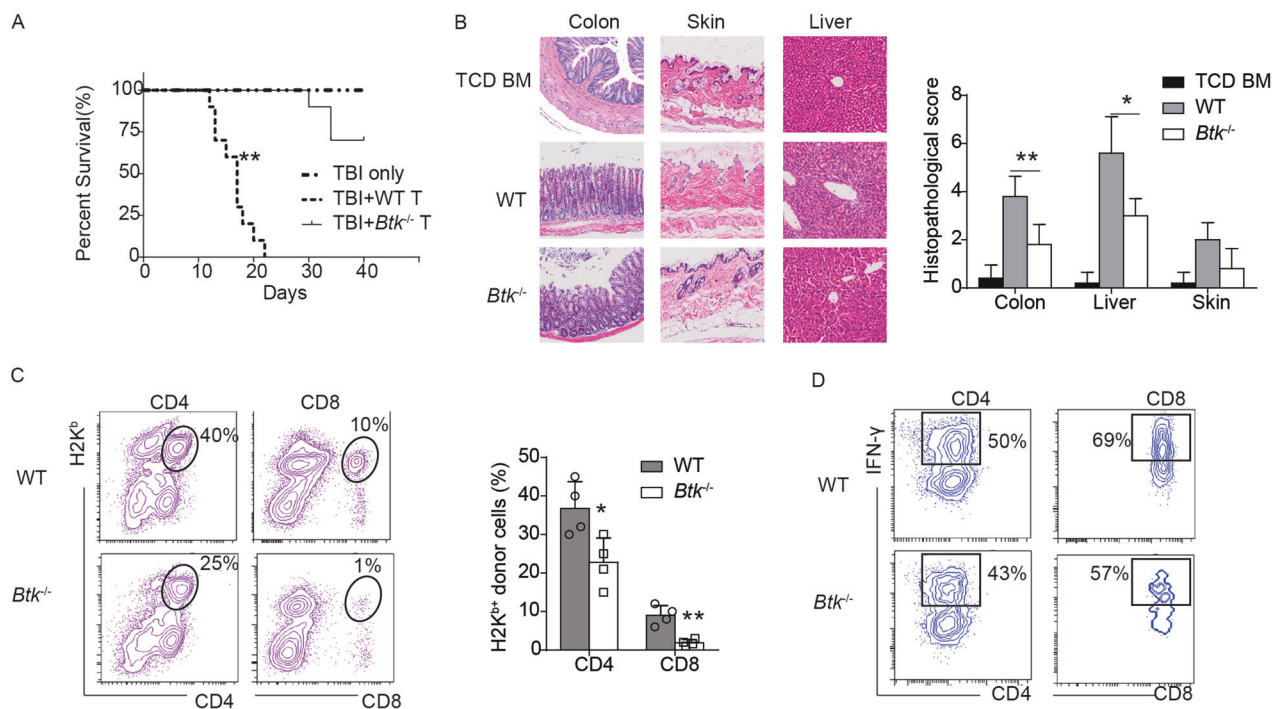 A
Percent Survival(%)
100
75
50
25
0
0 10 20 30 40
Days
**
TBI only
TBI+WT T
TBI+Btk-/- T
B
Colon Skin Liver
TCD BM
WT
Btk-/-
Histopathological score
8
6
4
2
0
** *
Colon Liver Skin
TCD BM
WT
Btk-/-
C
CD4 CD8
H2Kᵇ
WT
40% 10%
Btk-/-
25% 1%
CD4 CD8
H2Kᵇ⁺ donor cells (%)
50
40
30
20
10
0
WT
Btk-/-
* **
CD4 CD8
D
CD4 CD8
IFN-γ
WT
50% 69%
Btk-/-
43% 57%
CD4 CD8